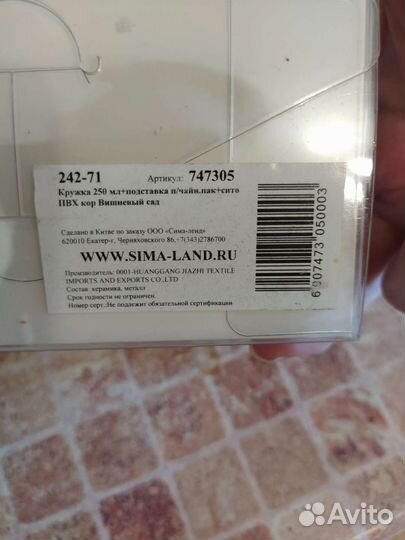 242-71 Артикул: 747305
Кружка 250 мл+подставка п/чайн.пак+сито
ПВХ кор Вишневый сад
Сделано в Китае по заказу ООО «Сима-ленд»
620010 Екатер-г, Черняховского 86,+7(343)2786700
WWW.SIMA-LAND.RU
Производитель: 0001-HUANGGANG JIAZHI TEXTILE
IMPORTS AND EXPORTS CO.,LTD
Состав керамика, металл
Срок годности не ограничен
Номер серт.:Не подлежит обязательной сертификации
6 907473 050003
Avito